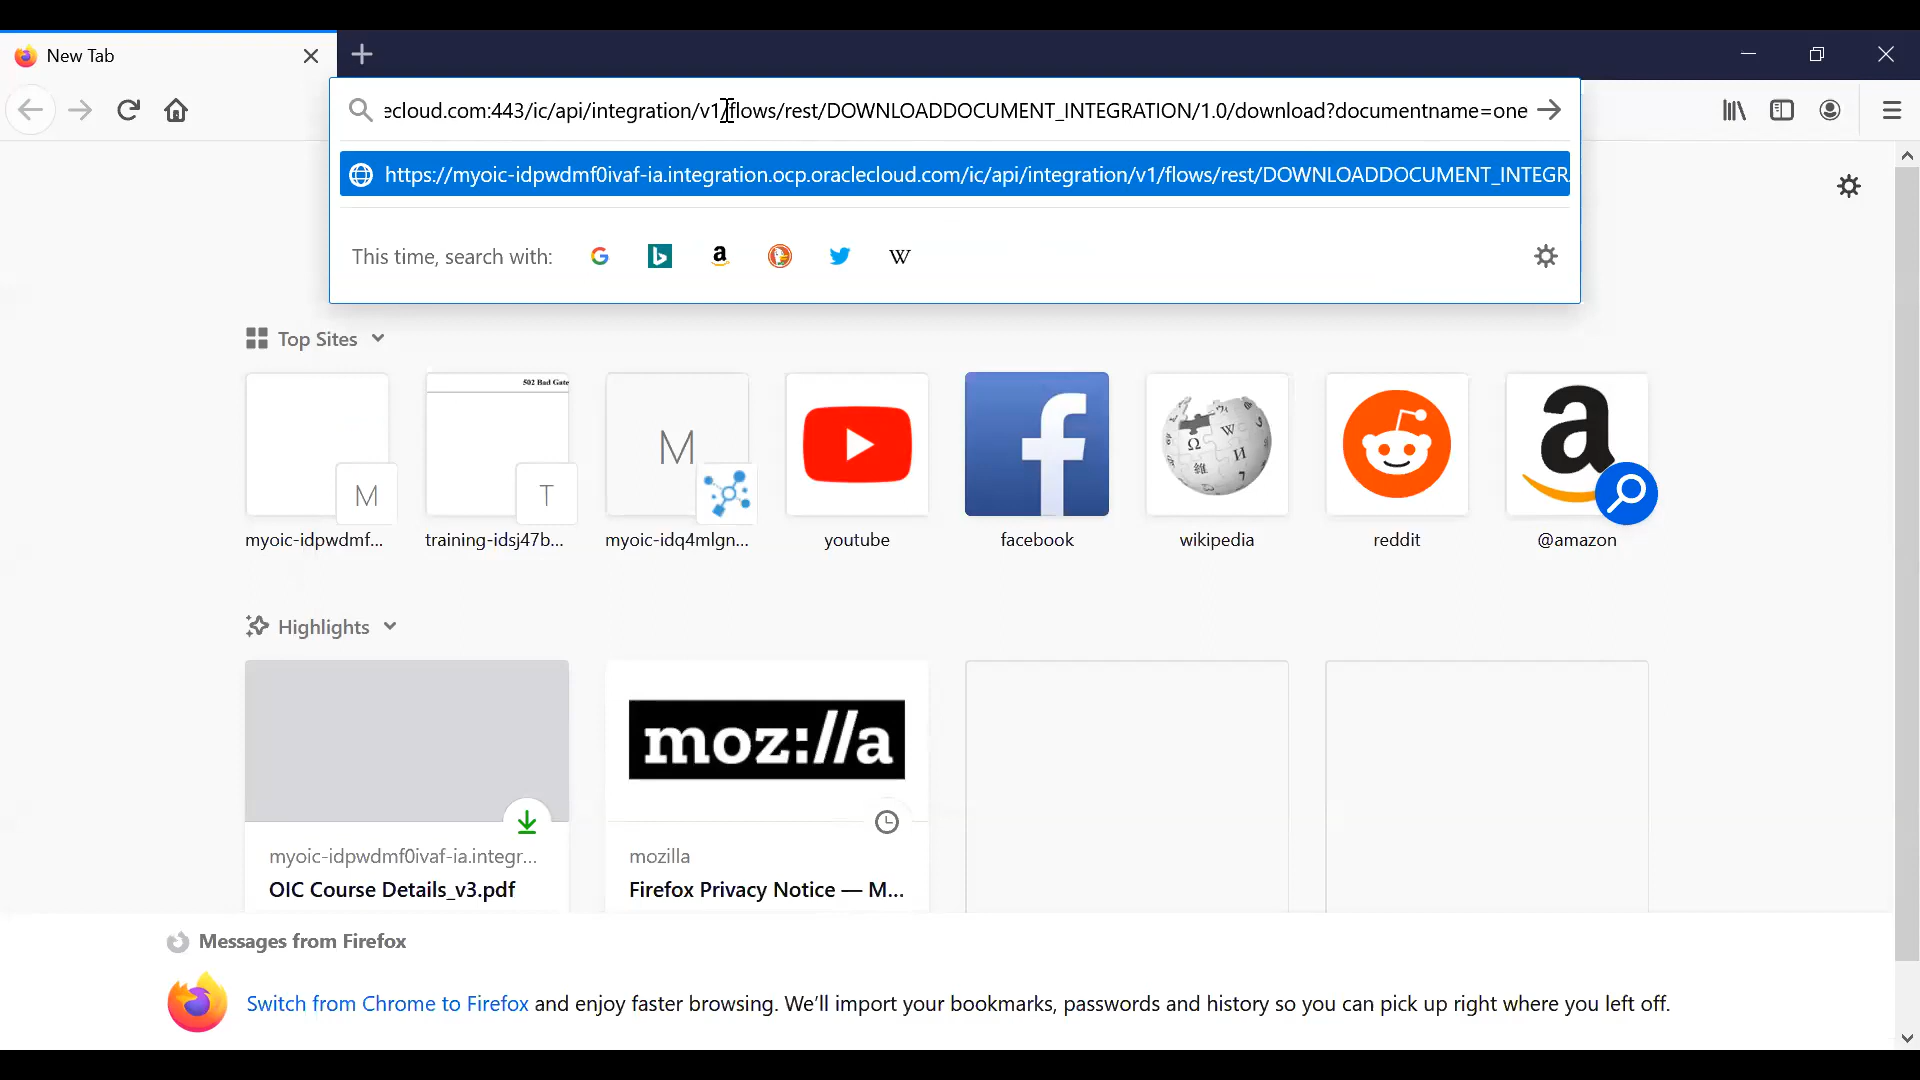 New Tab
ecloud.com:443/ic/api/integration/v1/flows/rest/DOWNLOADDOCUMENT_INTEGRATION/1.0/download?documentname=one
https://myoic-idpwdmf0ivaf-ia.integration.ocp.oraclecloud.com/ic/api/integration/v1/flows/rest/DOWNLOADDOCUMENT_INTEGR
This time, search with: G b a W
Top Sites
502 Bad Gate
M T M f a
myoic-idpwdmf... training-idsj47b... myoic-idq4mlgn... youtube facebook wikipedia reddit @amazon
Highlights
moz://a
myoic-idpwdmf0ivaf-ia.integr... mozilla
OIC Course Details_v3.pdf Firefox Privacy Notice — M...
Messages from Firefox
Switch from Chrome to Firefox and enjoy faster browsing. We’ll import your bookmarks, passwords and history so you can pick up right where you left off.